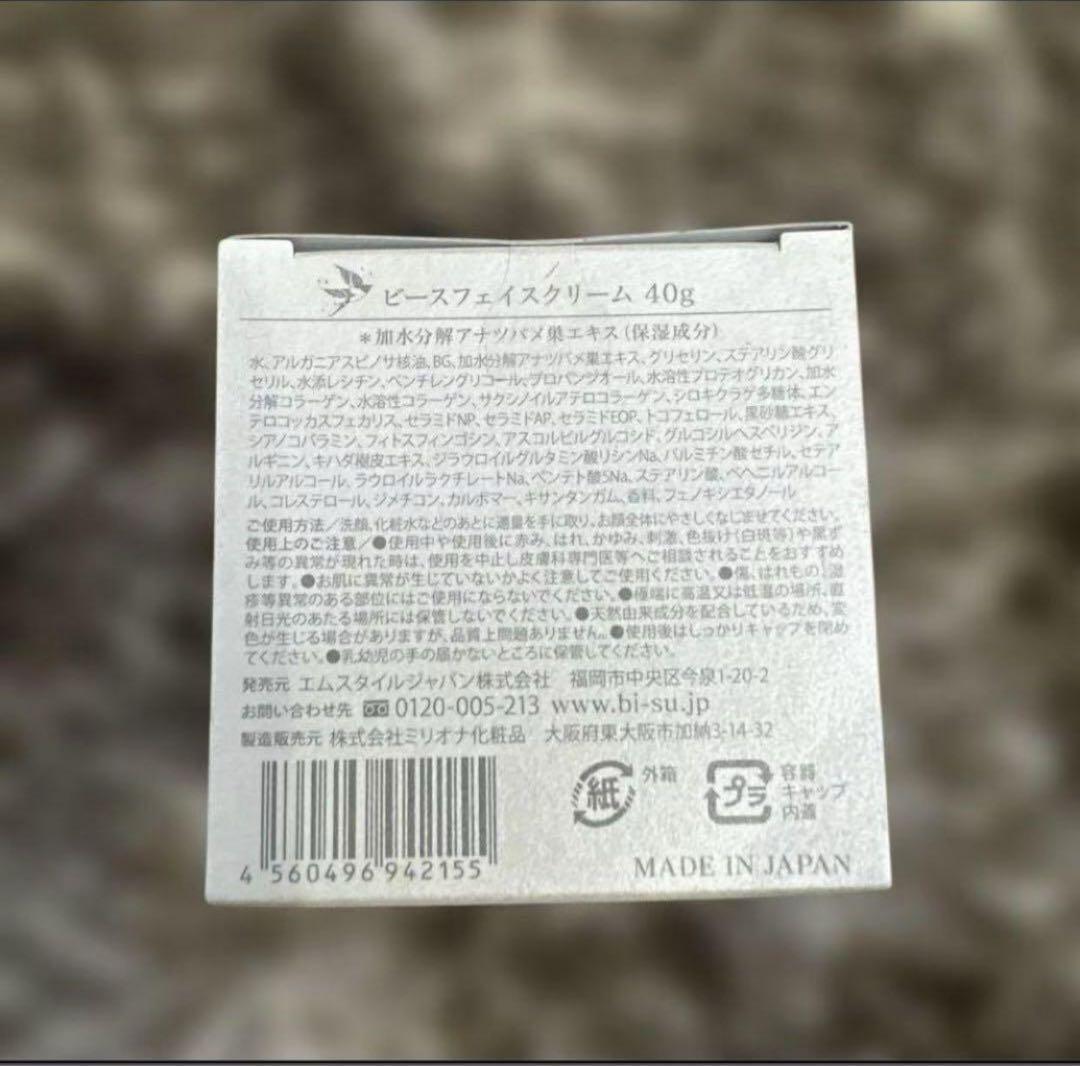 ビースフェイスクリーム 40g
*加水分解アナツバメ巣エキス(保湿成分)
水、アルガニアスピノサ核油、BG、加水分解アナツバメ巣エキス、グリセリン、ステアリン酸グリ
セリル、水添レシチン、ペンチレングリコール、プロパンジオール、水溶性プロテオグリカン、加水
分解コラーゲン、水溶性コラーゲン、サクシノイルアテロコラーゲン、シロキクラゲ多糖体、エン
テロコッカスフェカリス、セラミドNP、セラミドAP、セラミドEOP、トコフェロール、黒砂糖エキス、
シアノコバラミン、フィトスフィンゴシン、アスコルビルグルコシド、グルコシルヘスペリジン、ア
ルギニン、キハダ樹皮エキス、ジラウロイルグルタミン酸リシンNa、パルミチン酸セチル、セテア
リルアルコール、ラウロイルラクチレートNa、ペンテト酸5Na、ステアリン酸、ベヘニルアルコー
ル、コレステロール、ジメチコン、カルボマー、キサンタンガム、香料、フェノキシエタノール
ご使用方法/洗顔、化粧水などのあとに適量を手に取り、お顔全体にやさしくなじませてください。
使用上のご注意/●使用中や使用後に赤み、はれ、かゆみ、刺激、色抜け(白斑等)や黒ず
み等の異常が現れた時は、使用を中止し皮膚科専門医等へご相談されることをおすすめ
します。●お肌に異常が生じていないかよく注意してご使用ください。●傷、はれもの、湿
疹等異常のある部位にはご使用にならないでください。●極端に高温又は低温の場所、直
射日光のあたる場所には保管しないでください。●天然由来成分を配合しているため、変
色が生じる場合がありますが、品質上問題ありません。●使用後はしっかりキャップを閉め
てください。●乳幼児の手の届かないところに保管してください。
発売元 エムスタイルジャパン株式会社 福岡市中央区今泉1-20-2
お問い合わせ先 0120-005-213 www.bi-su.jp
製造販売元 株式会社ミリオナ化粧品 大阪府東大阪市加納3-14-32
紙 外箱
プラ 容器
キャップ
内蓋
4 560496 942155
MADE IN JAPAN